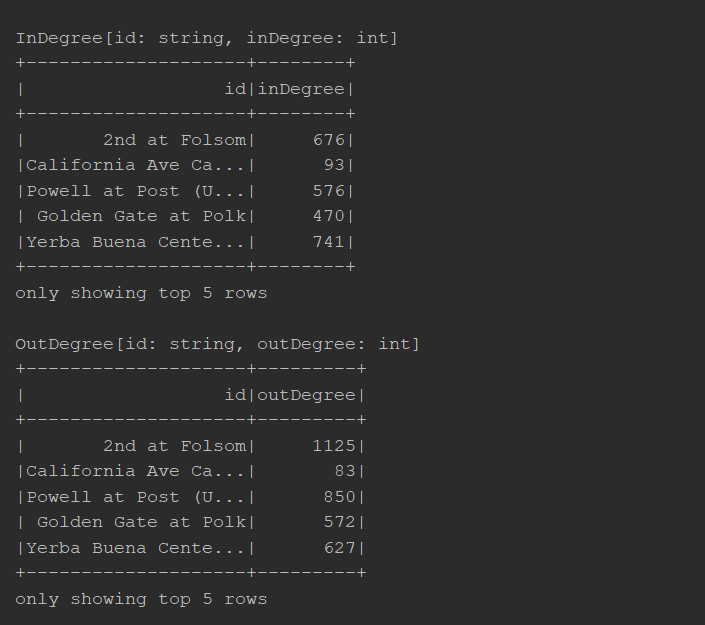 InDegree[id: string, inDegree: int]
+--------------------+--------+
|                  id|inDegree|
+--------------------+--------+
|       2nd at Folsom|     676|
|California Ave Ca...|      93|
|Powell at Post (U...|     576|
| Golden Gate at Polk|     470|
|Yerba Buena Cente...|     741|
+--------------------+--------+
only showing top 5 rows
OutDegree[id: string, outDegree: int]
+--------------------+---------+
|                  id|outDegree|
+--------------------+---------+
|       2nd at Folsom|     1125|
|California Ave Ca...|       83|
|Powell at Post (U...|      850|
| Golden Gate at Polk|      572|
|Yerba Buena Cente...|      627|
+--------------------+---------+
only showing top 5 rows